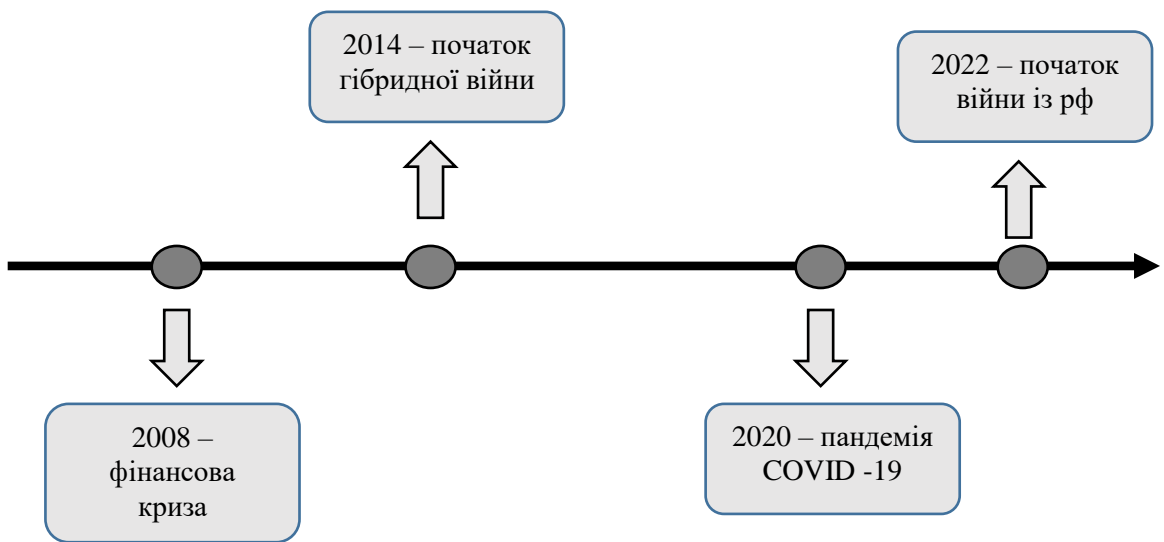 2014 – початок
гібридної війни
2022 – початок
війни із рф
2008 –
фінансова
криза
2020 – пандемія
COVID -19